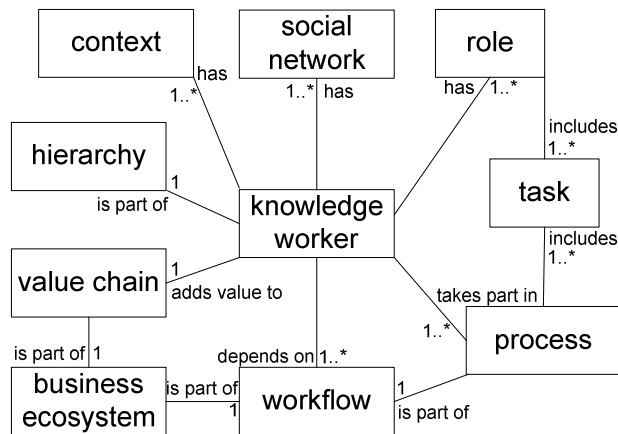 context
social
network
role
has
1..*
1..* has
has 1..*
includes
1..*
hierarchy
1
is part of
task
knowledge
worker
includes
1..*
value chain
1
adds value to
takes part in
1..*
process
is part of 1
depends on 1..*
business
ecosystem
is part of
1
workflow
1
is part of